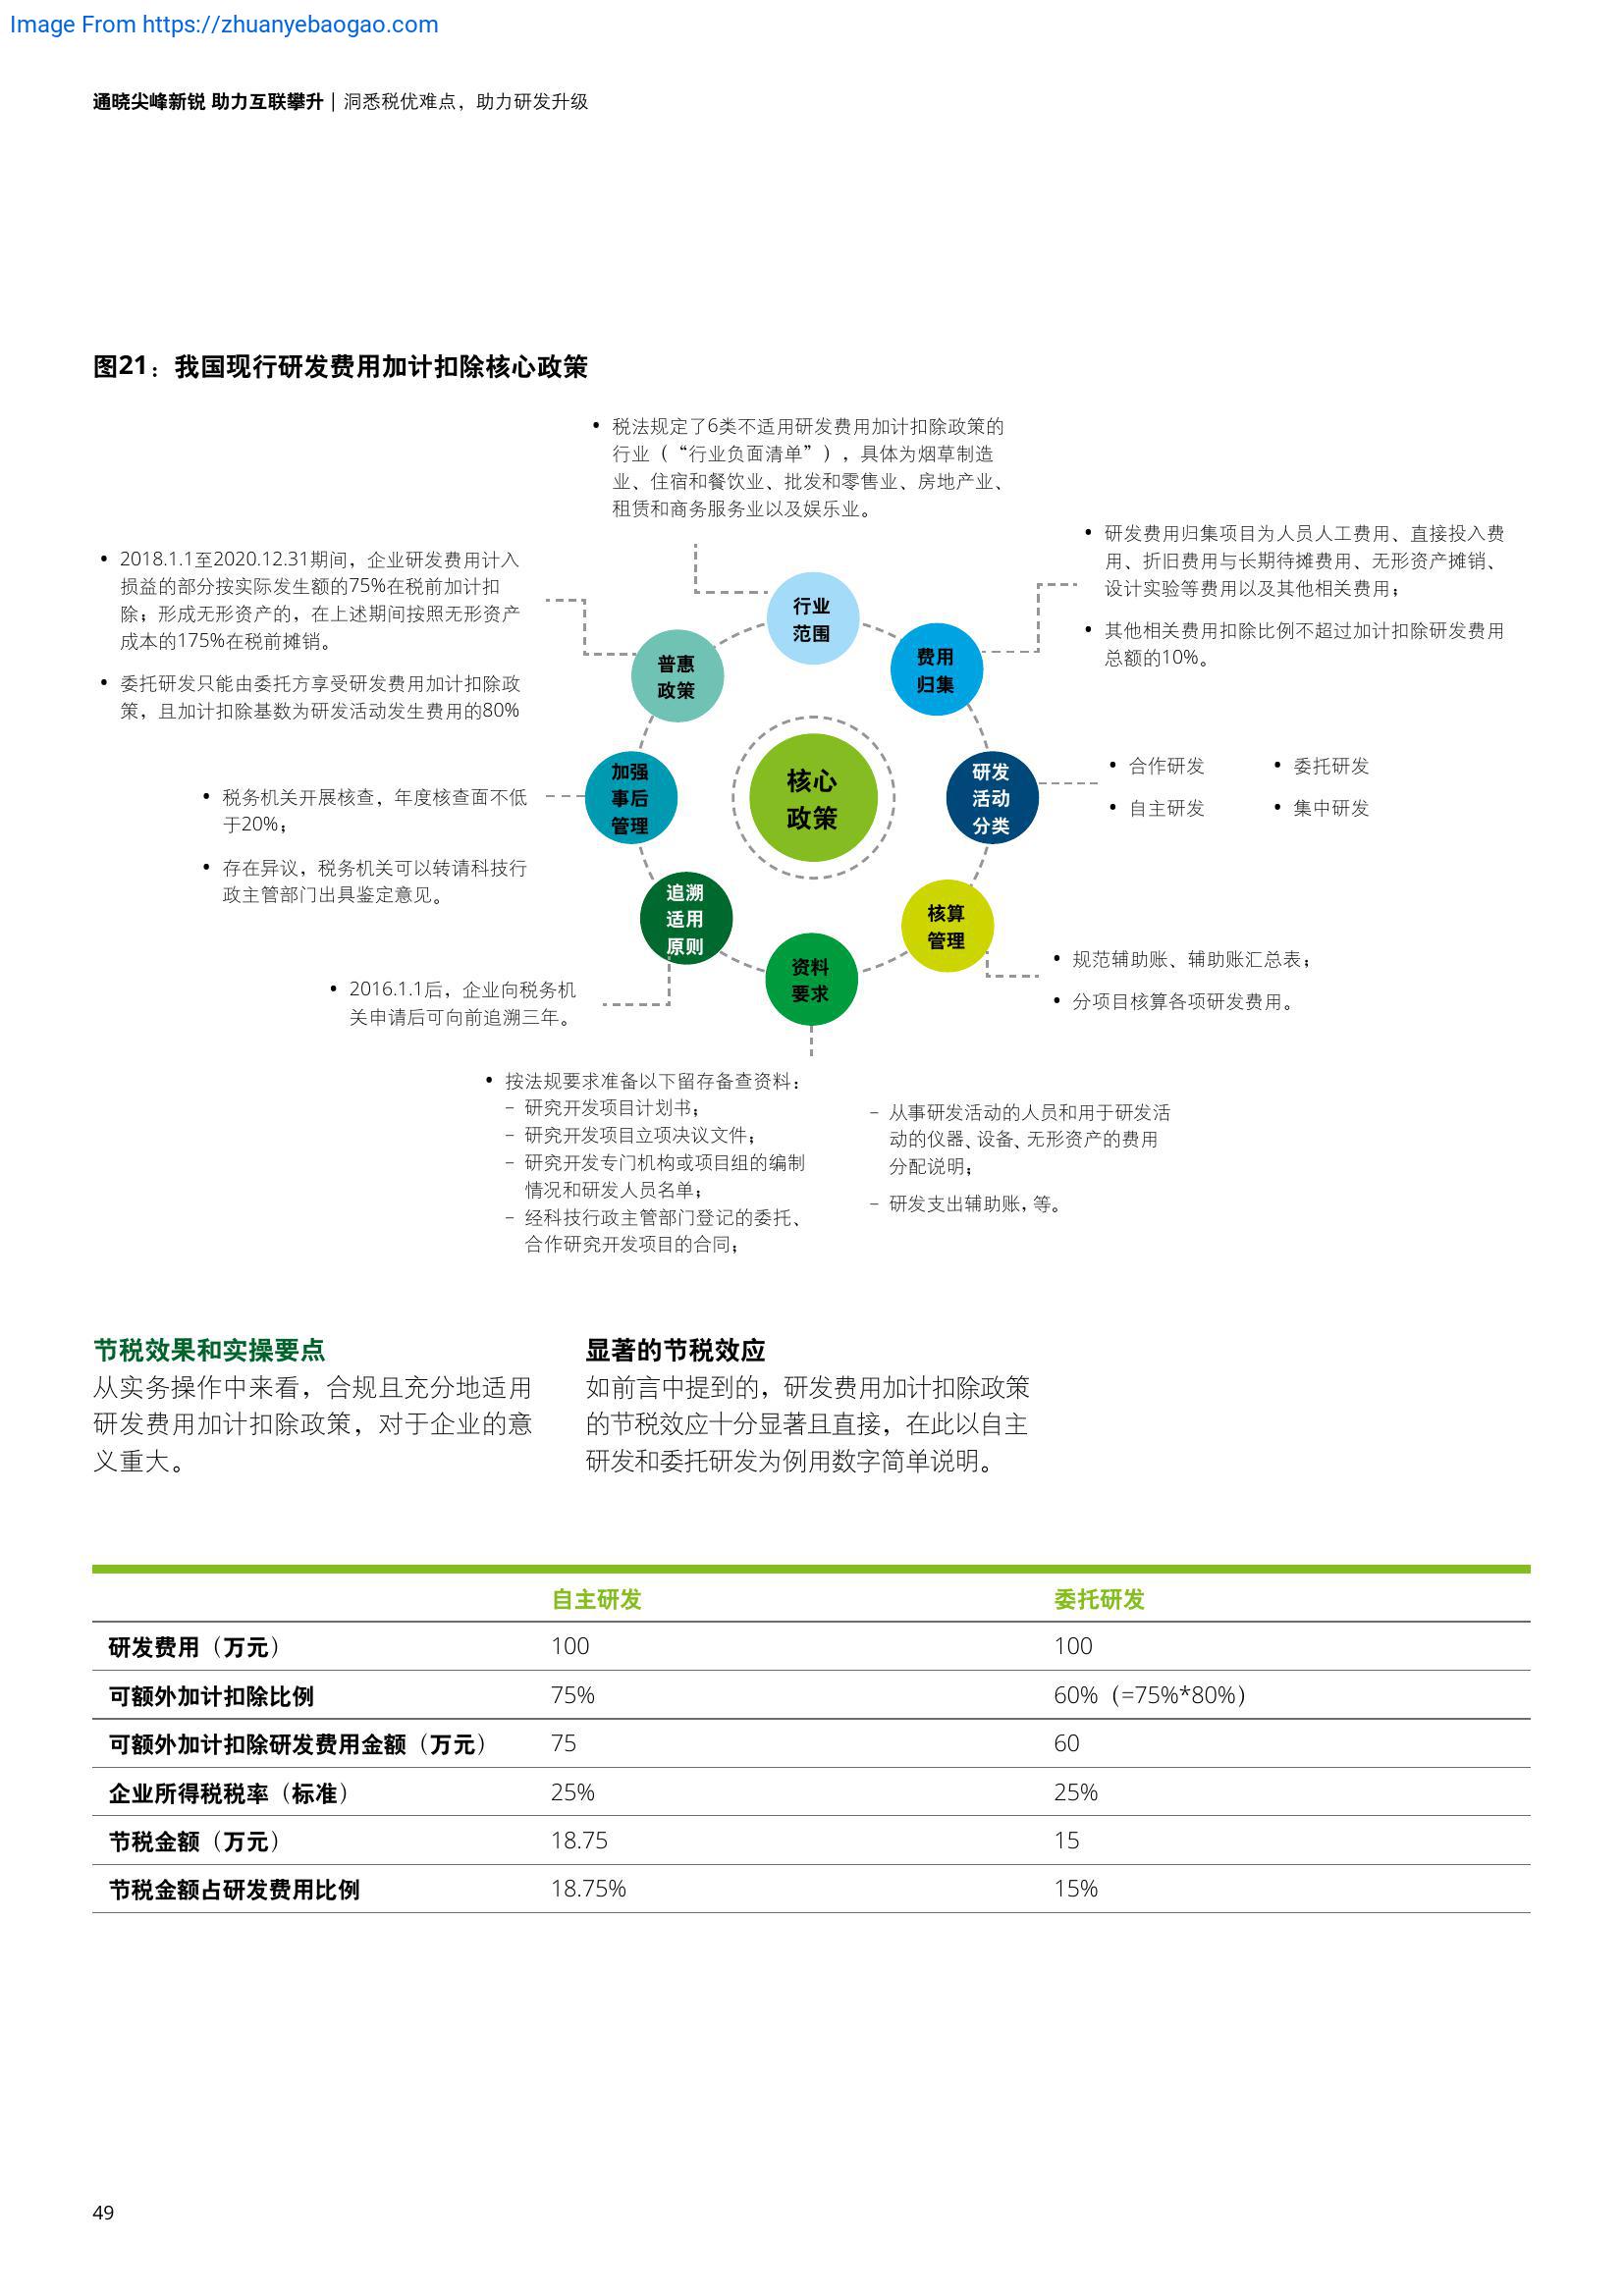 Image From https://zhuanyebaogao.com
通晓尖峰新锐 助力互联攀升 | 洞悉税优难点，助力研发升级
图21：我国现行研发费用加计扣除核心政策
• 税法规定了6类不适用研发费用加计扣除政策的
行业（“行业负面清单”），具体为烟草制造
业、住宿和餐饮业、批发和零售业、房地产业、
租赁和商务服务业以及娱乐业。
• 研发费用归集项目为人员人工费用、直接投入费
用、折旧费用与长期待摊费用、无形资产摊销、
设计实验等费用以及其他相关费用；
• 其他相关费用扣除比例不超过加计扣除研发费用
总额的10%。
• 2018.1.1至2020.12.31期间，企业研发费用计入
损益的部分按实际发生额的75%在税前加计扣
除；形成无形资产的，在上述期间按照无形资产
成本的175%在税前摊销。
• 委托研发只能由委托方享受研发费用加计扣除政
策，且加计扣除基数为研发活动发生费用的80%
行业
范围
费用
归集
普惠
政策
加强
事后
管理
核心
政策
研发
活动
分类
• 合作研发
• 委托研发
• 自主研发
• 集中研发
• 税务机关开展核查，年度核查面不低
于20%；
• 存在异议，税务机关可以转请科技行
政主管部门出具鉴定意见。
追溯
适用
原则
核算
管理
资料
要求
• 规范辅助账、辅助账汇总表；
• 分项目核算各项研发费用。
• 2016.1.1后，企业向税务机
关申请后可向前追溯三年。
• 按法规要求准备以下留存备查资料：
– 研究开发项目计划书；
– 研究开发项目立项决议文件；
– 研究开发专门机构或项目组的编制
情况和研发人员名单；
– 经科技行政主管部门登记的委托、
合作研究开发项目的合同；
– 从事研发活动的人员和用于研发活
动的仪器、设备、无形资产的费用
分配说明；
– 研发支出辅助账，等。
节税效果和实操要点
从实务操作中来看，合规且充分地适用
研发费用加计扣除政策，对于企业的意
义重大。
显著的节税效应
如前言中提到的，研发费用加计扣除政策
的节税效应十分显著且直接，在此以自主
研发和委托研发为例用数字简单说明。
自主研发 委托研发
研发费用（万元） 100 100
可额外加计扣除比例 75% 60%（=75%*80%）
可额外加计扣除研发费用金额（万元） 75 60
企业所得税税率（标准） 25% 25%
节税金额（万元） 18.75 15
节税金额占研发费用比例 18.75% 15%
49